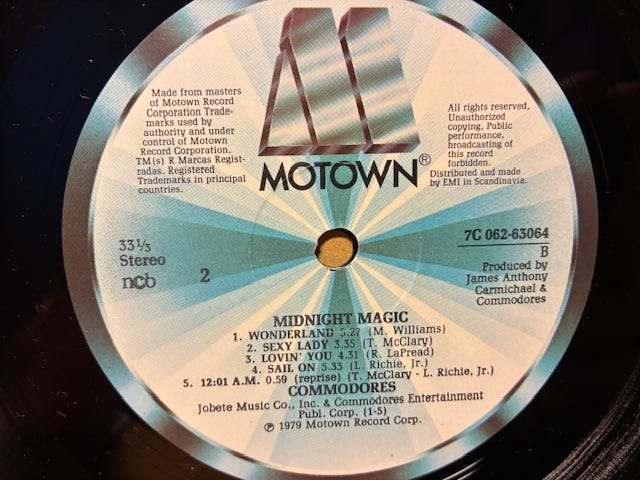 Made from masters
of Motown Record
Corporation Trade-
marks used by
authority and under
control of Motown
Record Corporation.
TM(s) R Marcas Regist-
radas. Registered
Trademarks in principal
countries.
All rights reserved,
Unauthorized
copying, Public
performance,
broadcasting of
this record
forbidden.
Distributed and made
by EMI in Scandinavia.
MOTOWN®
33 1/3
Stereo
ncb
2
7C 062-63064
B
Produced by
James Anthony
Carmichael &
Commodores
MIDNIGHT MAGIC
1. WONDERLAND 5.27 (M. Williams)
2. SEXY LADY 3.35 (T. McClary)
3. LOVIN' YOU 4.31 (R. LaPread)
4. SAIL ON 5.33 (L. Richie, Jr.)
5. 12:01 A.M. 0.59 (reprise) (T. McClary - L. Richie, Jr.)
COMMODORES
Jobete Music Co., Inc. & Commodores Entertainment
Publ. Corp. (1-5)
℗ 1979 Motown Record Corp.